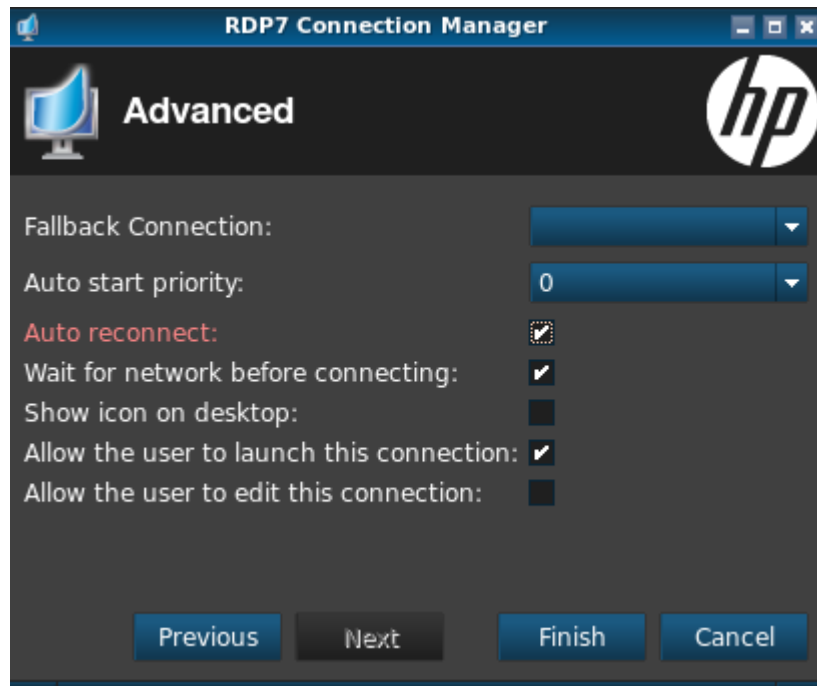 RDP7 Connection Manager
Advanced
hp
Fallback Connection:
Auto start priority: 0
Auto reconnect:
Wait for network before connecting:
Show icon on desktop:
Allow the user to launch this connection:
Allow the user to edit this connection:
Previous Next Finish Cancel